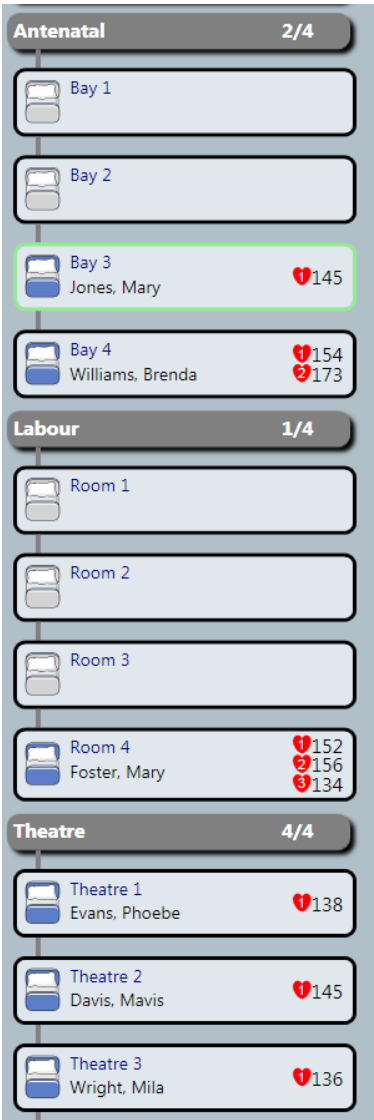 Antenatal 2/4
Bay 1
Bay 2
Bay 3
Jones, Mary
1 145
Bay 4
Williams, Brenda
1 154
2 173
Labour 1/4
Room 1
Room 2
Room 3
Room 4
Foster, Mary
1 152
2 156
3 134
Theatre 4/4
Theatre 1
Evans, Phoebe
1 138
Theatre 2
Davis, Mavis
1 145
Theatre 3
Wright, Mila
1 136